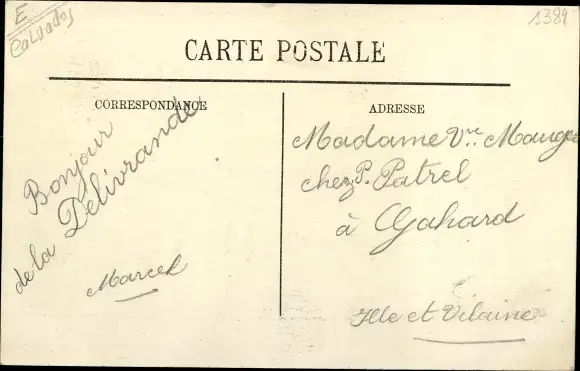 E
Calvados
1389
CARTE POSTALE
CORRESPONDANCE
Bonjour
de la Delivrande
Marcel
ADRESSE
Madame Vve Mauger
chez P. Patrel
à Gahard
Ille et Vilaine